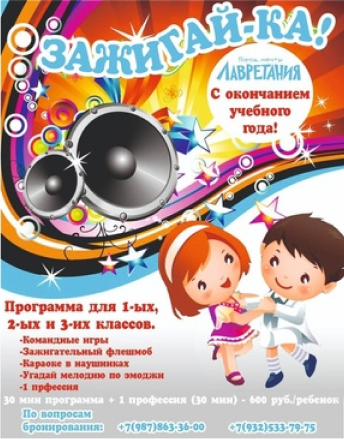 ЗАЖИГАЙ-КА!
Город мечты
ЛАВРЕТАНИЯ
С окончанием
учебного
года!
Программа для 1-ых,
2-ых и 3-их классов.
-Командные игры
-Зажигательный флешмоб
-Караоке в наушниках
-Угадай мелодию по эмоджи
-1 прфессия
30 мин программа + 1 професcия (30 мин) - 600 руб/ребенок
По вопросам
бронирования: +7(987)863-36-00 +7(932)533-79-75